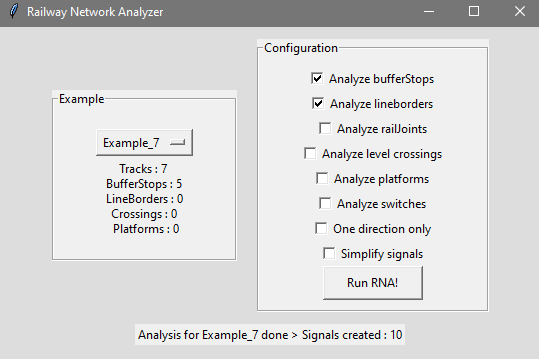 Railway Network Analyzer
Example
Example_7
Tracks : 7
BufferStops : 5
LineBorders : 0
Crossings : 0
Platforms : 0
Configuration
Analyze bufferStops
Analyze lineborders
Analyze railJoints
Analyze level crossings
Analyze platforms
Analyze switches
One direction only
Simplify signals
Run RNA!
Analysis for Example_7 done > Signals created : 10